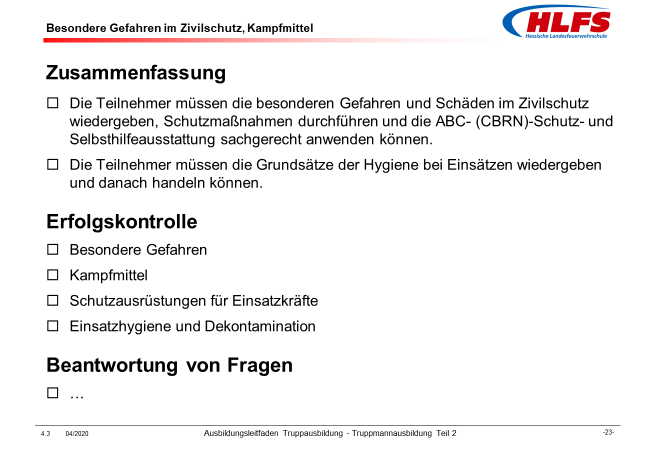 Besondere Gefahren im Zivilschutz, Kampfmittel
HLFS
Hessische Landesfeuerwehrschule
Zusammenfassung
Die Teilnehmer müssen die besonderen Gefahren und Schäden im Zivilschutz
wiedergeben, Schutzmaßnahmen durchführen und die ABC- (CBRN)-Schutz- und
Selbsthilfeausstattung sachgerecht anwenden können.
Die Teilnehmer müssen die Grundsätze der Hygiene bei Einsätzen wiedergeben
und danach handeln können.
Erfolgskontrolle
Besondere Gefahren
Kampfmittel
Schutzausrüstungen für Einsatzkräfte
Einsatzhygiene und Dekontamination
Beantwortung von Fragen
…
4.3 04/2020 Ausbildungsleitfaden Truppausbildung - Truppmannausbildung Teil 2 -23-